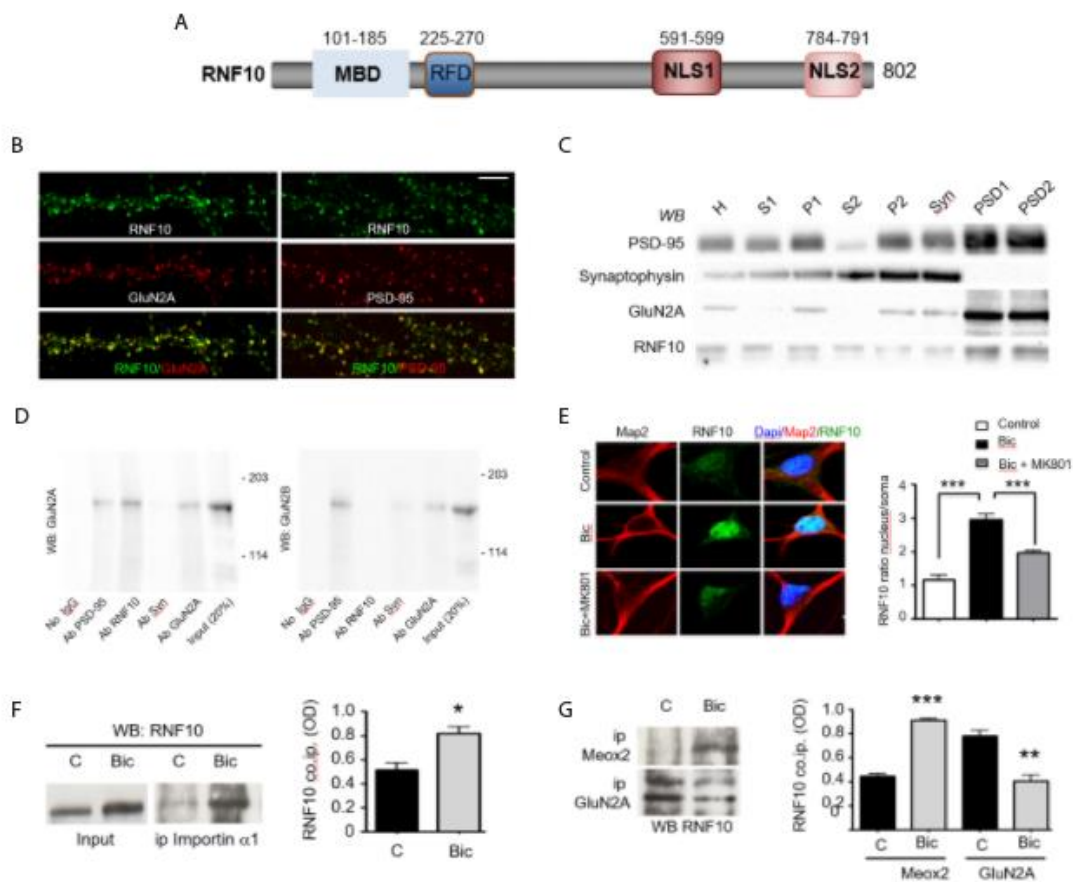 A
101-185 225-270 591-599 784-791
RNF10 MBD RFD NLS1 NLS2 802
B
RNF10 RNF10
GluN2A PSD-95
RNF10/GluN2A RNF10/PSD-95
C
WB H S1 P1 S2 P2 Syn PSD1 PSD2
PSD-95
Synaptophysin
GluN2A
RNF10
D
WB: GluN2A
- 203
- 114
No IgG Ab PSD-95 Ab RNF10 Ab Syn Ab GluN2A Input (20%)
WB: GluN2B
- 203
- 114
No IgG Ab PSD-95 Ab RNF10 Ab Syn Ab GluN2A Input (20%)
E
Map2 RNF10 Dapi/Map2/RNF10
Control
Bic
Bic+MK801
Control
Bic
Bic + MK801
*** ***
RNF10 ratio nucleus/soma
5
4
3
2
1
0
F
WB: RNF10
C Bic C Bic
Input ip Importin α1
RNF10 co.ip. (OD)
1.0
0.8
0.6
0.4
0.2
0
*
C Bic
G
C Bic
ip
Meox2
ip
GluN2A
WB RNF10
RNF10 co.ip. (OD)
1.0
0.8
0.6
0.4
0.2
0
*** **
C Bic C Bic
Meox2 GluN2A